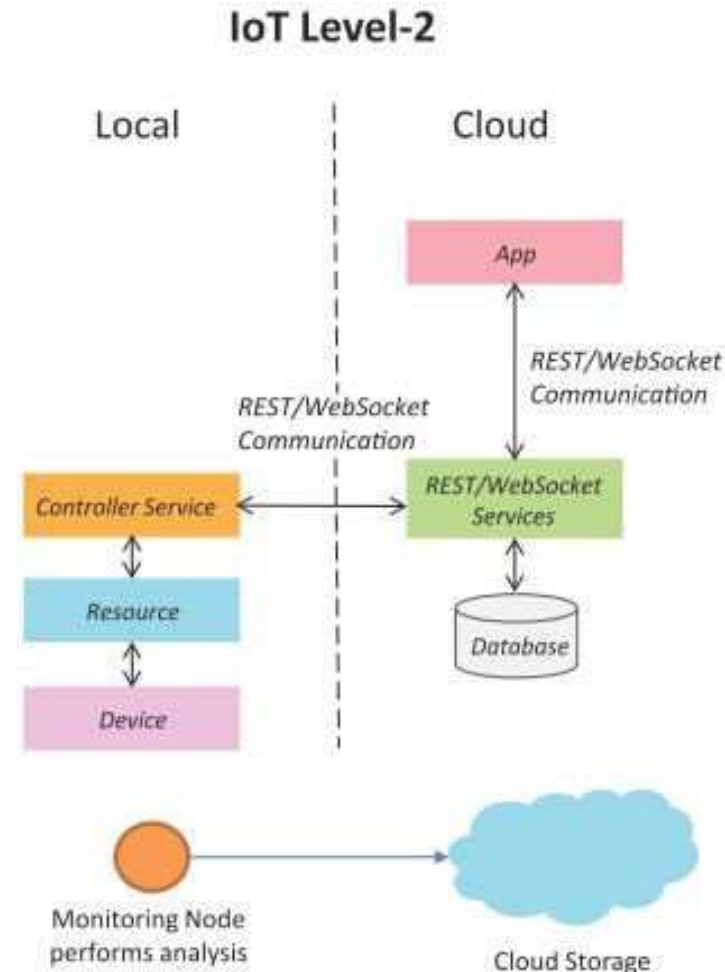 IoT Level-2
Local
Cloud
App
REST/WebSocket
Communication
REST/WebSocket
Communication
Controller Service
REST/WebSocket
Services
Resource
Database
Device
Monitoring Node
performs analysis
Cloud Storage